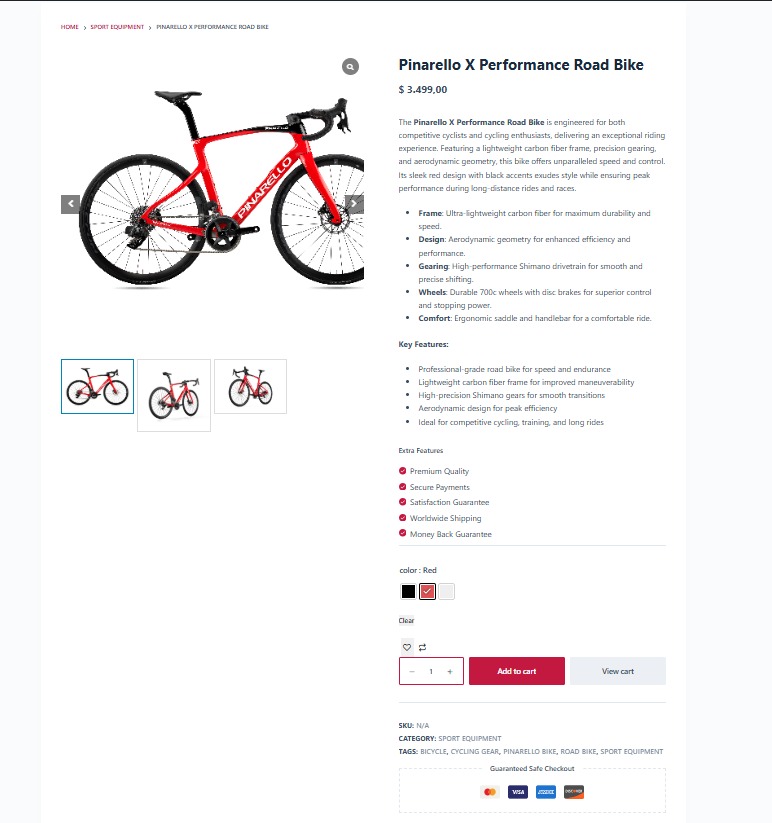 HOME > SPORT EQUIPMENT > PINARELLO X PERFORMANCE ROAD BIKE
PINARELLO
Pinarello X Performance Road Bike
$ 3.499,00
The Pinarello X Performance Road Bike is engineered for both
competitive cyclists and cycling enthusiasts, delivering an exceptional riding
experience. Featuring a lightweight carbon fiber frame, precision gearing,
and aerodynamic geometry, this bike offers unparalleled speed and control.
Its sleek red design with black accents exudes style while ensuring peak
performance during long-distance rides and races.
Frame: Ultra-lightweight carbon fiber for maximum durability and
speed.
Design: Aerodynamic geometry for enhanced efficiency and
performance.
Gearing: High-performance Shimano drivetrain for smooth and
precise shifting.
Wheels: Durable 700c wheels with disc brakes for superior control
and stopping power.
Comfort: Ergonomic saddle and handlebar for a comfortable ride.
Key Features:
Professional-grade road bike for speed and endurance
Lightweight carbon fiber frame for improved maneuverability
High-precision Shimano gears for smooth transitions
Aerodynamic design for peak efficiency
Ideal for competitive cycling, training, and long rides
Extra Features
Premium Quality
Secure Payments
Satisfaction Guarantee
Worldwide Shipping
Money Back Guarantee
color : Red
Clear
− 1 +
Add to cart
View cart
SKU: N/A
CATEGORY: SPORT EQUIPMENT
TAGS: BICYCLE, CYCLING GEAR, PINARELLO BIKE, ROAD BIKE, SPORT EQUIPMENT
Guaranteed Safe Checkout
VISA